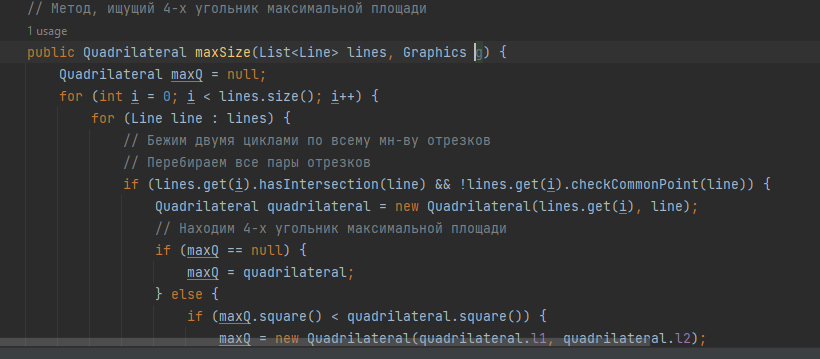 // Метод, ищущий 4-х угольник максимальной площади
1 usage
public Quadrilateral maxSize(List<Line> lines, Graphics g) {
Quadrilateral maxQ = null;
for (int i = 0; i < lines.size(); i++) {
for (Line line : lines) {
// Бежим двумя циклами по всему мн-ву отрезков
// Перебираем все пары отрезков
if (lines.get(i).hasIntersection(line) && !lines.get(i).checkCommonPoint(line)) {
Quadrilateral quadrilateral = new Quadrilateral(lines.get(i), line);
// Находим 4-х угольник максимальной площади
if (maxQ == null) {
maxQ = quadrilateral;
} else {
if (maxQ.square() < quadrilateral.square()) {
maxQ = new Quadrilateral(quadrilateral.l1, quadrilateral.l2);